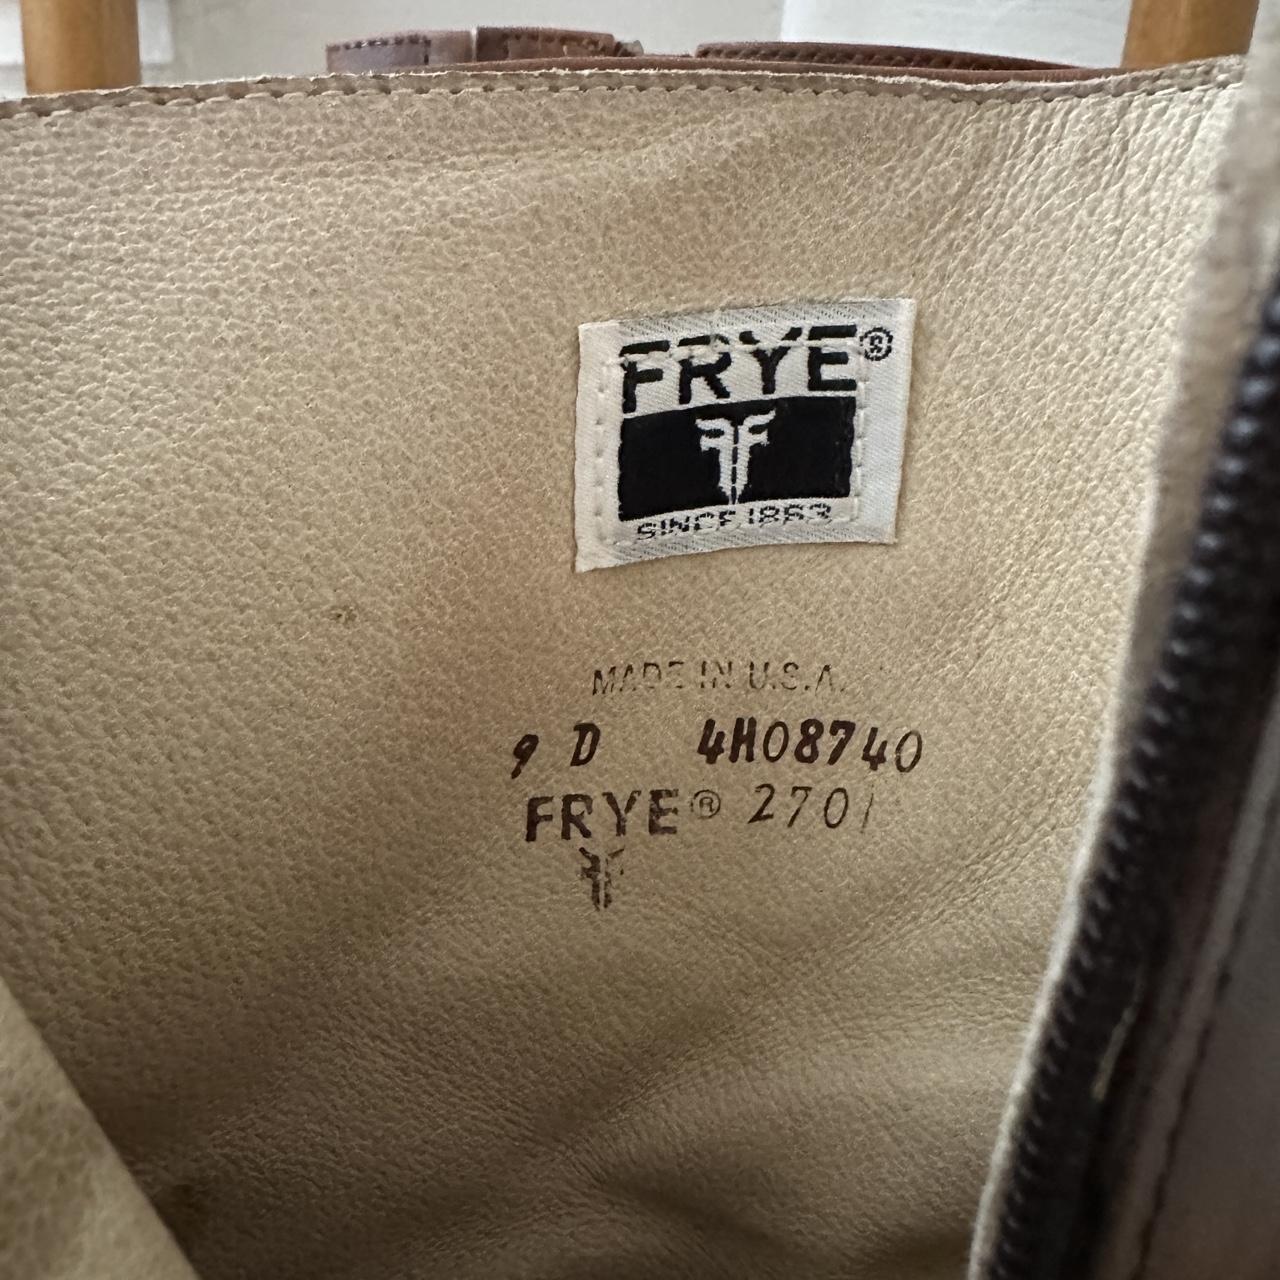 FRYE®
SINCE 1863
MADE IN U.S.A.
9 D 4H08740
FRYE® 2701